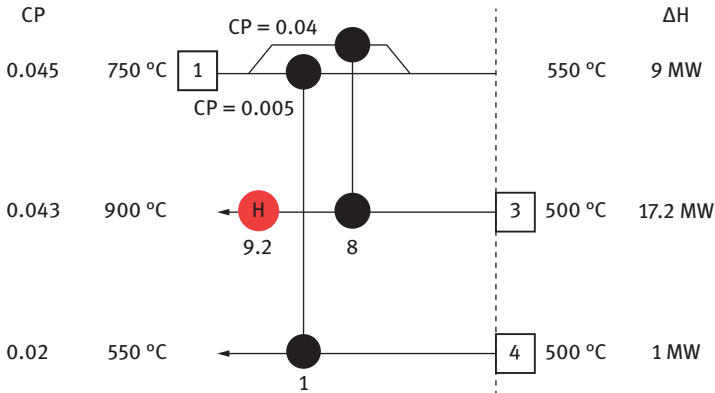 CP ΔH
CP = 0.04
0.045 750 °C 1 550 °C 9 MW
CP = 0.005
0.043 900 °C H 3 500 °C 17.2 MW
9.2 8
0.02 550 °C 4 500 °C 1 MW
1